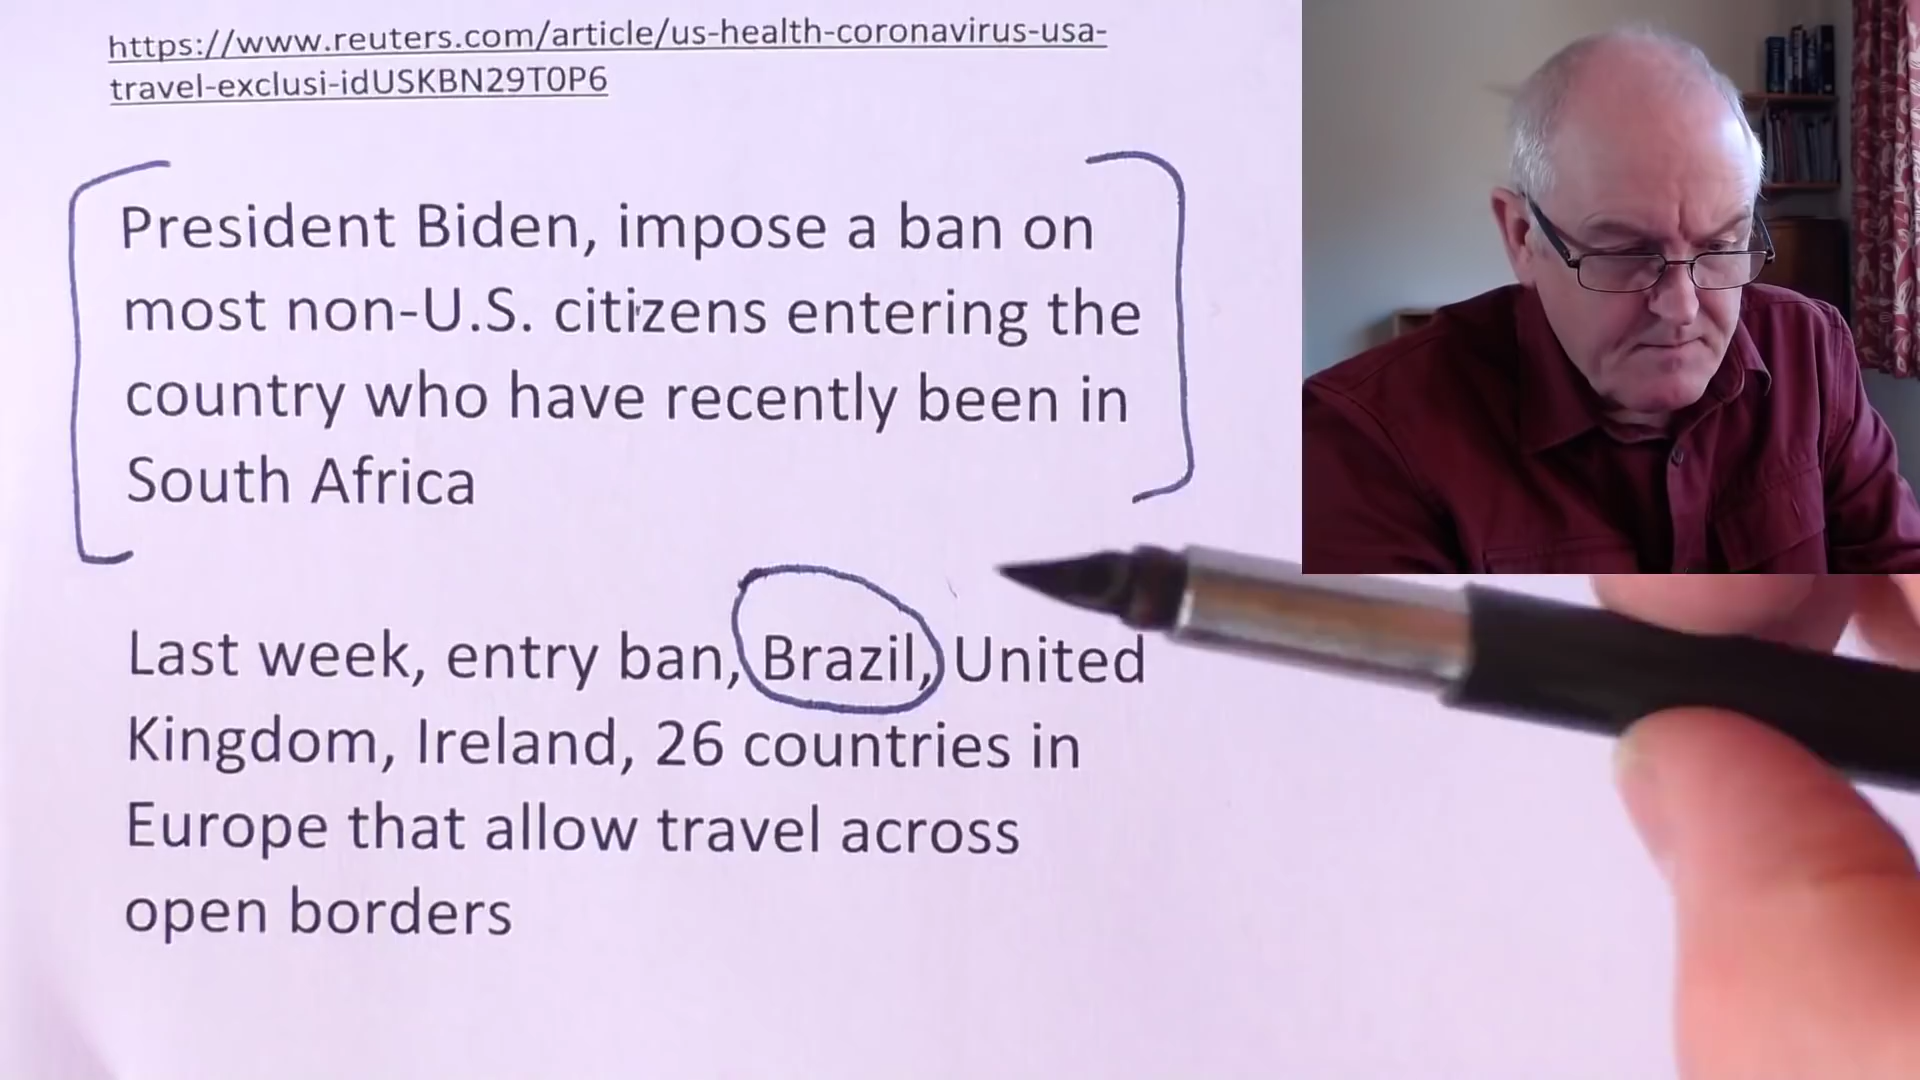 https://www.reuters.com/article/us-health-coronavirus-usa-
travel-exclusi-idUSKBN29T0P6
President Biden, impose a ban on
most non-U.S. citizens entering the
country who have recently been in
South Africa
Last week, entry ban, Brazil, United
Kingdom, Ireland, 26 countries in
Europe that allow travel across
open borders